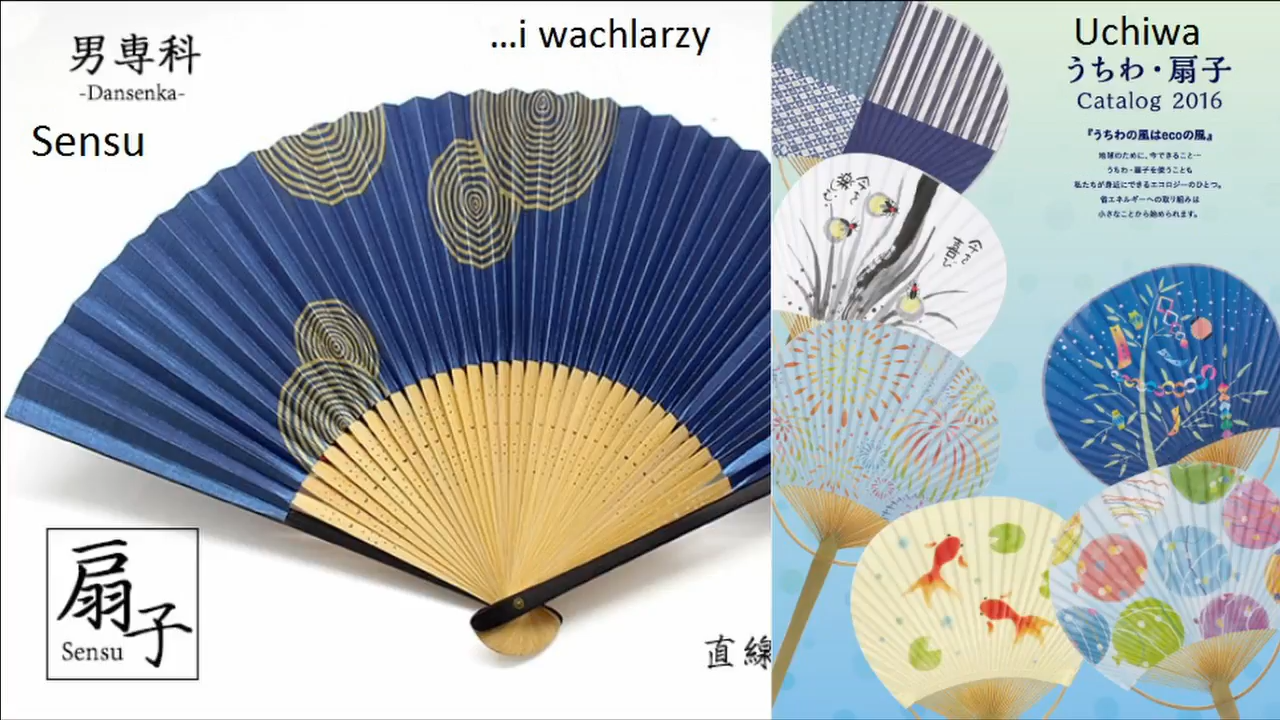 ...i wachlarzy
男専科
-Dansenka-
Sensu
扇子
Sensu
直線
Uchiwa
うちわ・扇子
Catalog 2016
『うちわの風はecoの風』
地球のために、今できること…
うちわ・扇子を使うことも
私たちが身近にできるエコロジーのひとつ。
省エネルギーへの取り組みは
小さなことから始められます。